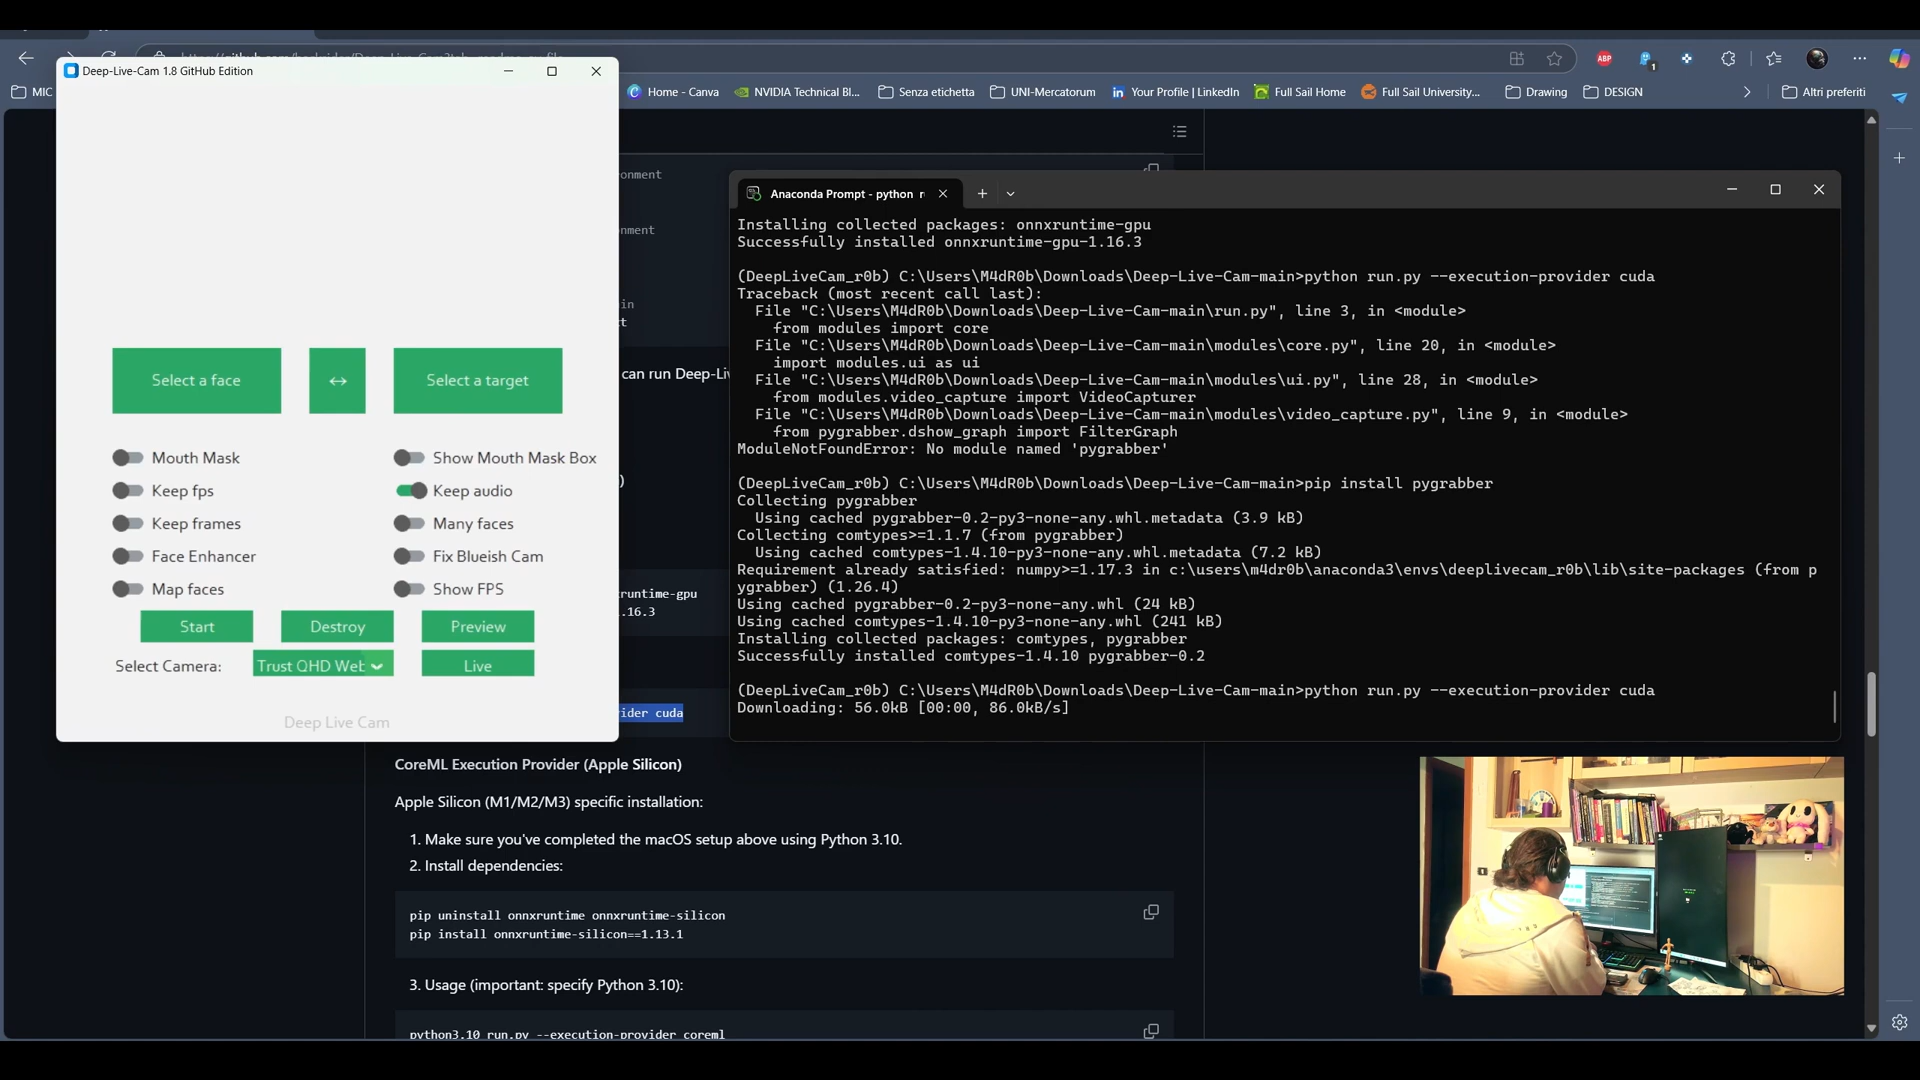 Deep-Live-Cam 1.8 GitHub Edition
ABP
1
MIC
Home - Canva
NVIDIA Technical Bl...
Senza etichetta
UNI-Mercatorum
Your Profile | LinkedIn
Full Sail Home
Full Sail University...
Drawing
DESIGN
Altri preferiti
Select a face
↔
Select a target
Mouth Mask
Show Mouth Mask Box
Keep fps
Keep audio
Keep frames
Many faces
Face Enhancer
Fix Blueish Cam
Map faces
Show FPS
Start
Destroy
Preview
Select Camera:
Trust QHD Web
Live
Deep Live Cam
onment
onment
in
t
can run Deep-Liv
)
runtime-gpu
.16.3
ider cuda
Anaconda Prompt - python r
Installing collected packages: onnxruntime-gpu
Successfully installed onnxruntime-gpu-1.16.3
(DeepLiveCam_r0b) C:\Users\M4dR0b\Downloads\Deep-Live-Cam-main>python run.py --execution-provider cuda
Traceback (most recent call last):
File "C:\Users\M4dR0b\Downloads\Deep-Live-Cam-main\run.py", line 3, in <module>
from modules import core
File "C:\Users\M4dR0b\Downloads\Deep-Live-Cam-main\modules\core.py", line 20, in <module>
import modules.ui as ui
File "C:\Users\M4dR0b\Downloads\Deep-Live-Cam-main\modules\ui.py", line 28, in <module>
from modules.video_capture import VideoCapturer
File "C:\Users\M4dR0b\Downloads\Deep-Live-Cam-main\modules\video_capture.py", line 9, in <module>
from pygrabber.dshow_graph import FilterGraph
ModuleNotFoundError: No module named 'pygrabber'
(DeepLiveCam_r0b) C:\Users\M4dR0b\Downloads\Deep-Live-Cam-main>pip install pygrabber
Collecting pygrabber
Using cached pygrabber-0.2-py3-none-any.whl.metadata (3.9 kB)
Collecting comtypes>=1.1.7 (from pygrabber)
Using cached comtypes-1.4.10-py3-none-any.whl.metadata (7.2 kB)
Requirement already satisfied: numpy>=1.17.3 in c:\users\m4dr0b\anaconda3\envs\deeplivecam_r0b\lib\site-packages (from p
ygrabber) (1.26.4)
Using cached pygrabber-0.2-py3-none-any.whl (24 kB)
Using cached comtypes-1.4.10-py3-none-any.whl (241 kB)
Installing collected packages: comtypes, pygrabber
Successfully installed comtypes-1.4.10 pygrabber-0.2
(DeepLiveCam_r0b) C:\Users\M4dR0b\Downloads\Deep-Live-Cam-main>python run.py --execution-provider cuda
Downloading: 56.0kB [00:00, 86.0kB/s]
CoreML Execution Provider (Apple Silicon)
Apple Silicon (M1/M2/M3) specific installation:
1. Make sure you've completed the macOS setup above using Python 3.10.
2. Install dependencies:
pip uninstall onnxruntime onnxruntime-silicon
pip install onnxruntime-silicon==1.13.1
3. Usage (important: specify Python 3.10):
python3.10 run.py --execution-provider coreml